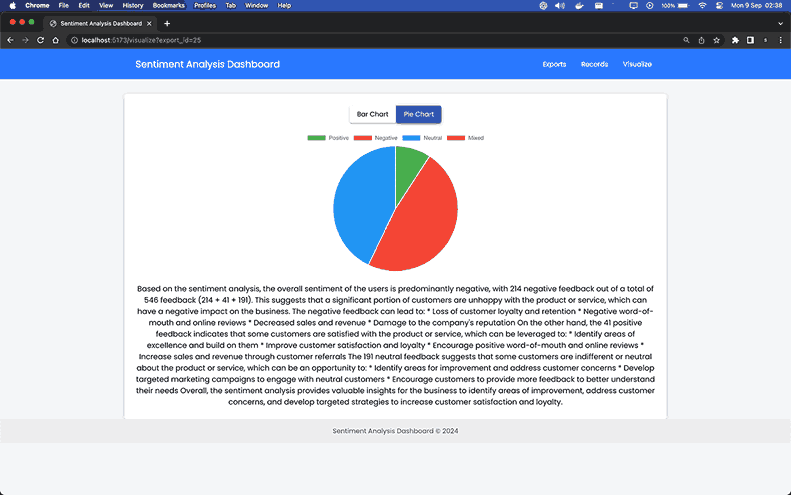 Chrome File Edit View History Bookmarks Profiles Tab Window Help 100% Mon 9 Sep 02:38
Sentiment Analysis Dashboard
localhost:5173/visualize?export_id=25
Sentiment Analysis Dashboard Exports Records Visualize
Bar Chart Pie Chart
Positive Negative Neutral Mixed
Based on the sentiment analysis, the overall sentiment of the users is predominantly negative, with 214 negative feedback out of a total of
546 feedback (214 + 41 + 191). This suggests that a significant portion of customers are unhappy with the product or service, which can
have a negative impact on the business. The negative feedback can lead to: * Loss of customer loyalty and retention * Negative word-of-
mouth and online reviews * Decreased sales and revenue * Damage to the company's reputation On the other hand, the 41 positive
feedback indicates that some customers are satisfied with the product or service, which can be leveraged to: * Identify areas of
excellence and build on them * Improve customer satisfaction and loyalty * Encourage positive word-of-mouth and online reviews *
Increase sales and revenue through customer referrals The 191 neutral feedback suggests that some customers are indifferent or neutral
about the product or service, which can be an opportunity to: * Identify areas for improvement and address customer concerns * Develop
targeted marketing campaigns to engage with neutral customers * Encourage customers to provide more feedback to better understand
their needs Overall, the sentiment analysis provides valuable insights for the business to identify areas of improvement, address customer
concerns, and develop targeted strategies to increase customer satisfaction and loyalty.
Sentiment Analysis Dashboard © 2024